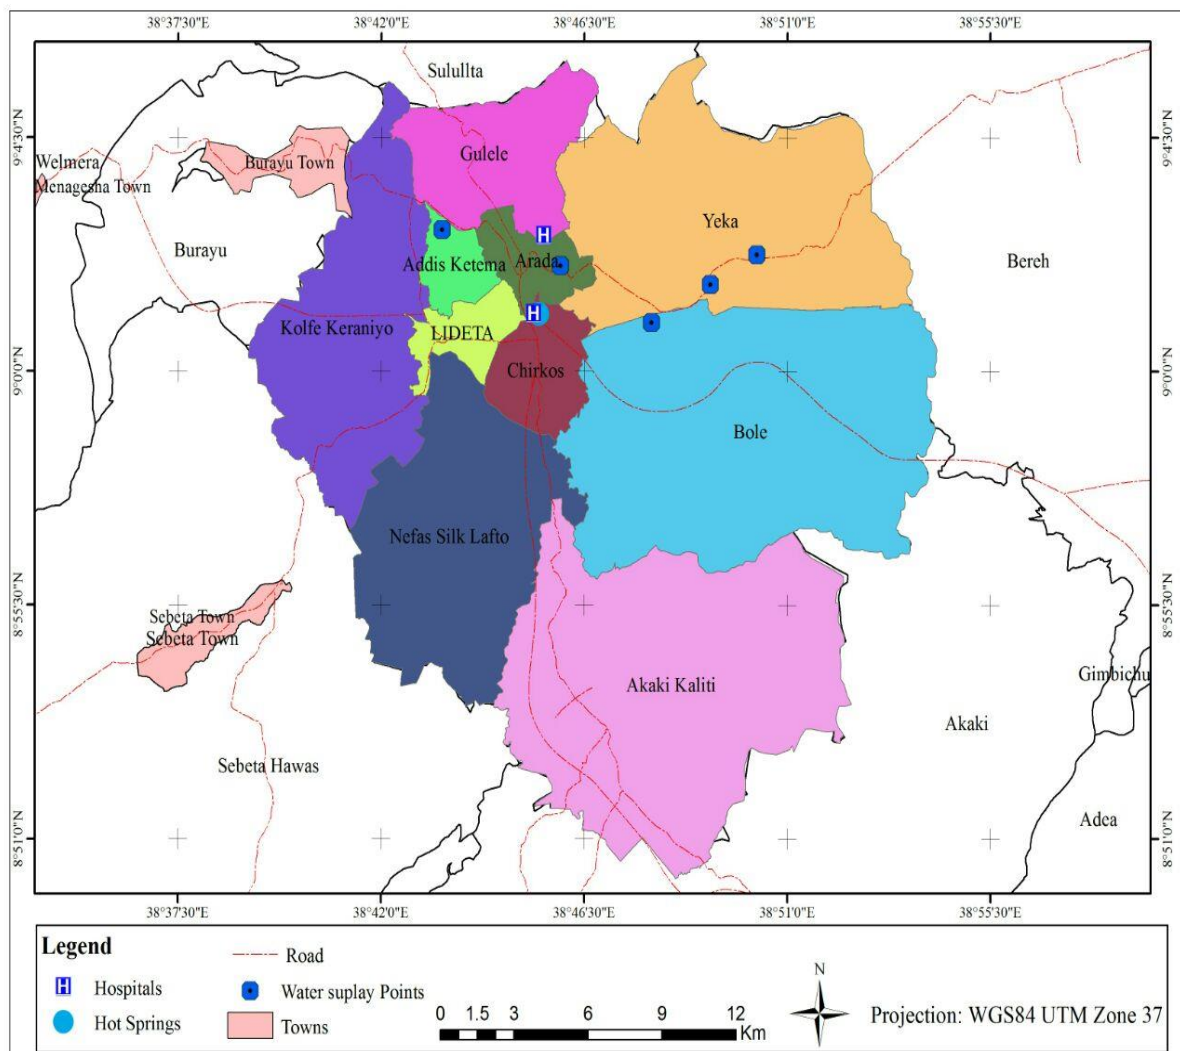 38°37'30"E 38°42'0"E 38°46'30"E 38°51'0"E 38°55'30"E
Sulullta
9°4'30"N 9°4'30"N
Gulele
Welmera
Burayu Town
Menagesha Town
Yeka
Burayu
H
Bereh
Arada
Addis Ketema
H
Kolfe Keraniyo
LIDETA
9°0'0"N 9°0'0"N
Chirkos
Bole
Nefas Silk Lafto
8°55'30"N 8°55'30"N
Sebeta Town
Sebeta Town
Gimbichu
Akaki Kaliti
Akaki
Sebeta Hawas
Adea
8°51'0"N 8°51'0"N
38°37'30"E 38°42'0"E 38°46'30"E 38°51'0"E 38°55'30"E
Legend
Road
H Hospitals
Water suplay Points
Hot Springs
Towns
0 1.5 3 6 9 12
Km
N
Projection: WGS84 UTM Zone 37